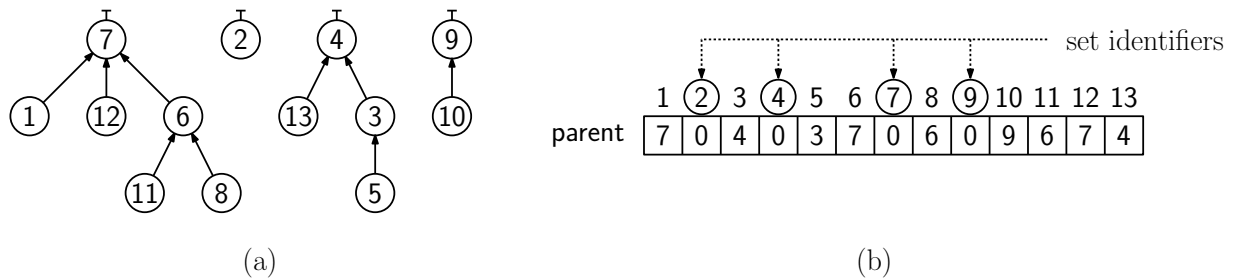 7 2 4 9
1 12 6 13 3 10
11 8 5
(a)
set identifiers
1 2 3 4 5 6 7 8 9 10 11 12 13
parent 7 0 4 0 3 7 0 6 0 9 6 7 4
(b)